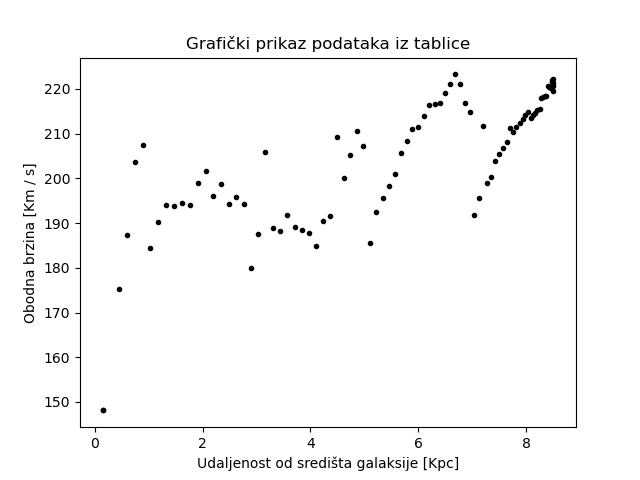 Grafički prikaz podataka iz tablice
220
210
200
190
180
170
160
150
Obodna brzina [Km / s]
0 2 4 6 8
Udaljenost od središta galaksije [Kpc]